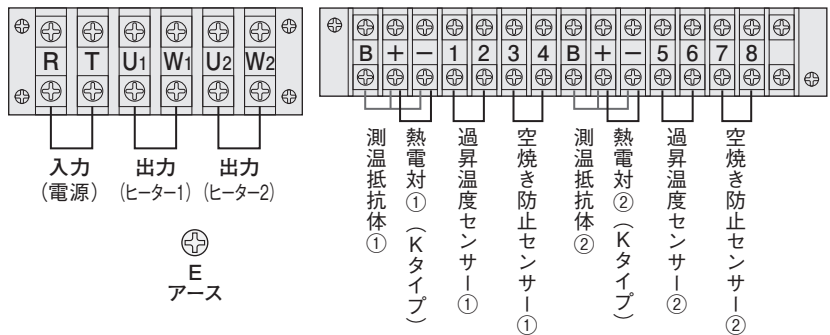 R T U1 W1 U2 W2
入力
(電源)
出力
(ヒーター1)
出力
(ヒーター2)
E
アース
B + − 1 2 3 4 B + − 5 6 7 8
測温抵抗体①
熱電対①(Kタイプ)
過昇温度センサー①
空焼き防止センサー①
測温抵抗体②
熱電対②(Kタイプ)
過昇温度センサー②
空焼き防止センサー②